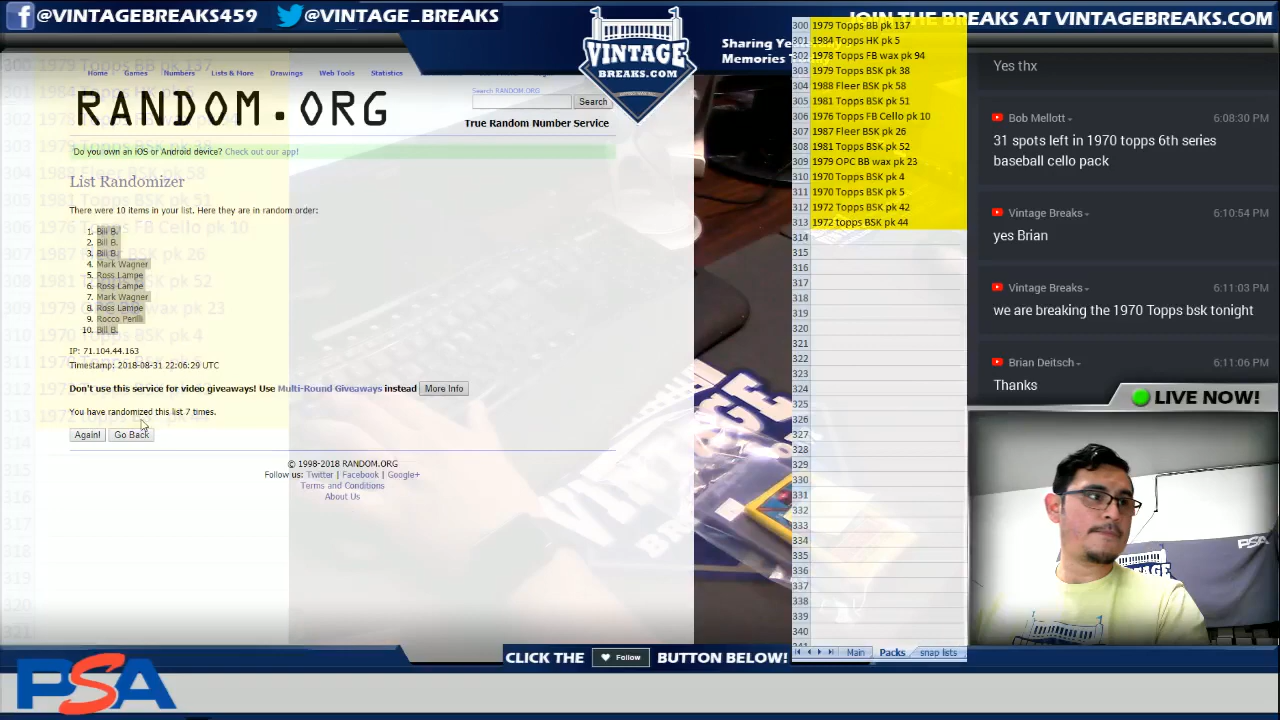 @VINTAGEBREAKS459
@VINTAGE_BREAKS
JOIN THE BREAKS AT VINTAGEBREAKS.COM
VINTAGE
BREAKS.COM
Sharing Ye
Memories T
Home Games Numbers Lists & More Drawings Web Tools Statistics
RANDOM.ORG
Search RANDOM.ORG
Search
True Random Number Service
Do you own an iOS or Android device? Check out our app!
List Randomizer
There were 10 items in your list. Here they are in random order:
1. Bill B.
2. Bill B.
3. Bill B.
4. Mark Wagner
5. Ross Lampe
6. Ross Lampe
7. Mark Wagner
8. Ross Lampe
9. Rocco Perilli
10. Bill B.
IP: 71.104.44.163
Timestamp: 2018-08-31 22:06:29 UTC
Don't use this service for video giveaways! Use Multi-Round Giveaways instead More Info
You have randomized this list 7 times.
Again! Go Back
© 1998-2018 RANDOM.ORG
Follow us: Twitter | Facebook | Google+
Terms and Conditions
About Us
300 1979 Topps BB pk 137
301 1984 Topps HK pk 5
302 1978 Topps FB wax pk 94
303 1979 Topps BSK pk 38
304 1988 Fleer BSK pk 58
305 1981 Topps BSK pk 51
306 1976 Topps FB Cello pk 10
307 1987 Fleer BSK pk 26
308 1981 Topps BSK pk 52
309 1979 OPC BB wax pk 23
310 1970 Topps BSK pk 4
311 1970 Topps BSK pk 5
312 1972 Topps BSK pk 42
313 1972 topps BSK pk 44
314
315
316
317
318
319
320
321
322
323
324
325
326
327
328
329
330
331
332
333
334
335
336
337
338
339
340
Main Packs snap lists
Yes thx
Bob Mellott 6:08:30 PM
31 spots left in 1970 topps 6th series
baseball cello pack
Vintage Breaks 6:10:54 PM
yes Brian
Vintage Breaks 6:11:03 PM
we are breaking the 1970 Topps bsk tonight
Brian Deitsch 6:11:06 PM
Thanks
LIVE NOW!
PSA
CLICK THE Follow BUTTON BELOW!
PSA